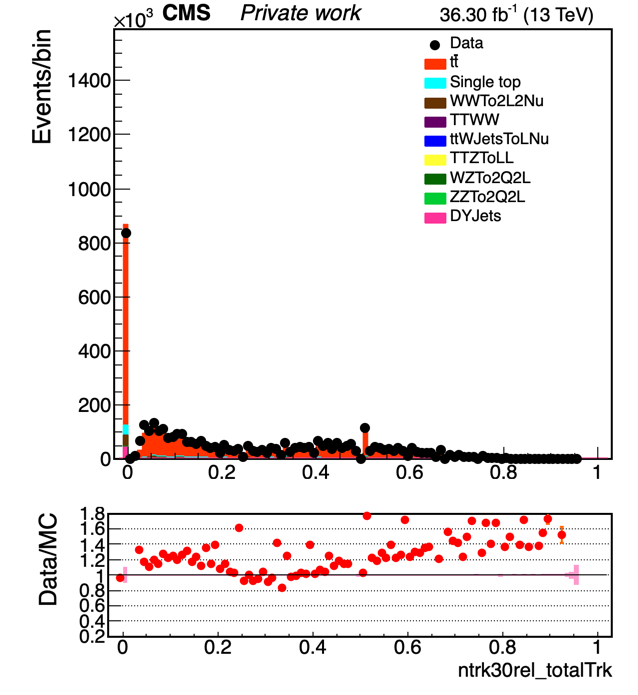 ×10³ CMS Private work 36.30 fb⁻¹ (13 TeV)
Events/bin
1400
1200
1000
800
600
400
200
0
Data
tt̄
Single top
WWTo2L2Nu
TTWW
ttWJetsToLNu
TTZToLL
WZTo2Q2L
ZZTo2Q2L
DYJets
0 0.2 0.4 0.6 0.8 1
Data/MC
1.8
1.6
1.4
1.2
1
0.8
0.6
0.4
0.2
0 0.2 0.4 0.6 0.8 1
ntrk30rel_totalTrk